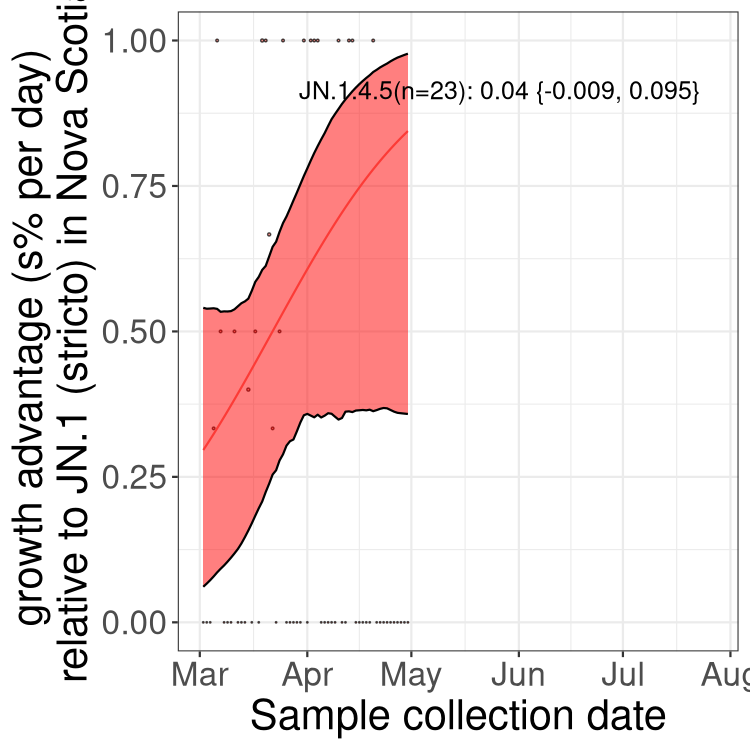 growth advantage (s% per day)
relative to JN.1 (stricto) in Nova Scotia
1.00
0.75
0.50
0.25
0.00
JN.1.4.5(n=23): 0.04 {-0.009, 0.095}
Mar Apr May Jun Jul Aug
Sample collection date